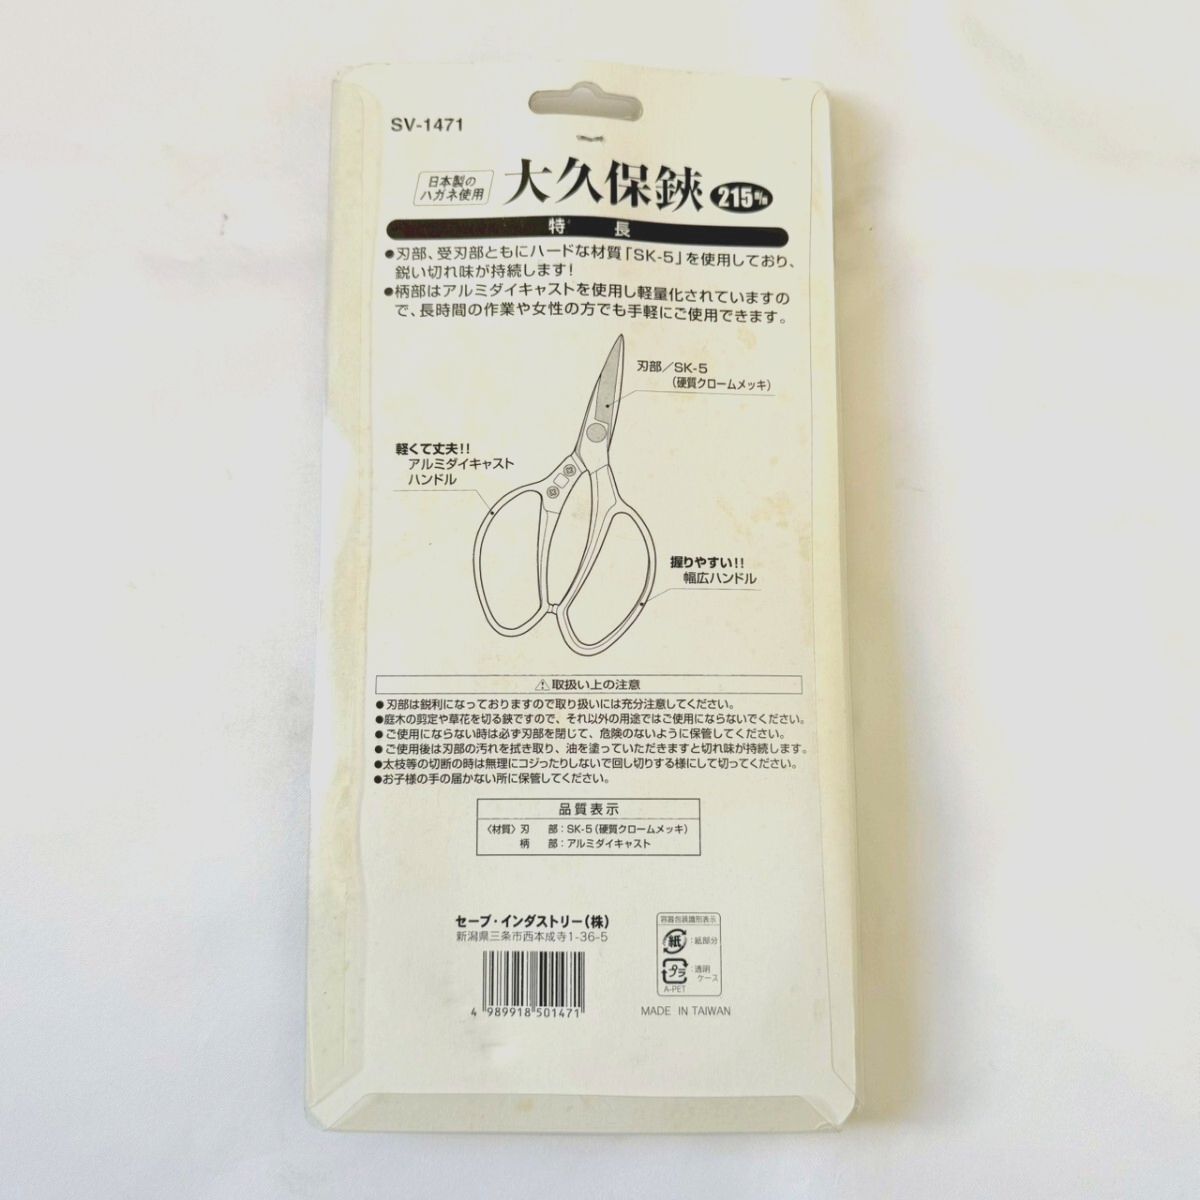 SV-1471
日本製の
ハガネ使用
大久保鋏 215㎜
特長
●刃部、受刃部ともにハードな材質「SK-5」を使用しており、
鋭い切れ味が持続します!
●柄部はアルミダイキャストを使用し軽量化されていますの
で、長時間の作業や女性の方でも手軽にご使用できます。
刃部／SK-5
(硬質クロームメッキ)
軽くて丈夫!!
アルミダイキャスト
ハンドル
握りやすい!!
幅広ハンドル
⚠取扱い上の注意
●刃部は鋭利になっておりますので取り扱いには充分注意してください。
●庭木の剪定や草花を切る鋏ですので、それ以外の用途ではご使用にならないでください。
●ご使用にならない時は必ず刃部を閉じて、危険のないように保管してください。
●ご使用後は刃部の汚れを拭き取り、油を塗っていただきますと切れ味が持続します。
●太枝等の切断の時は無理にコジったりしないで回し切りする様にして切ってください。
●お子様の手の届かない所に保管してください。
品質表示
〈材質〉刃　部：SK-5(硬質クロームメッキ)
柄　部：アルミダイキャスト
セーブ・インダストリー(株)
新潟県三条市西本成寺1-36-5
4 989918 501471
容器包装識別表示
紙 :紙部分
プラ :透明
ケース
A-PET
MADE IN TAIWAN